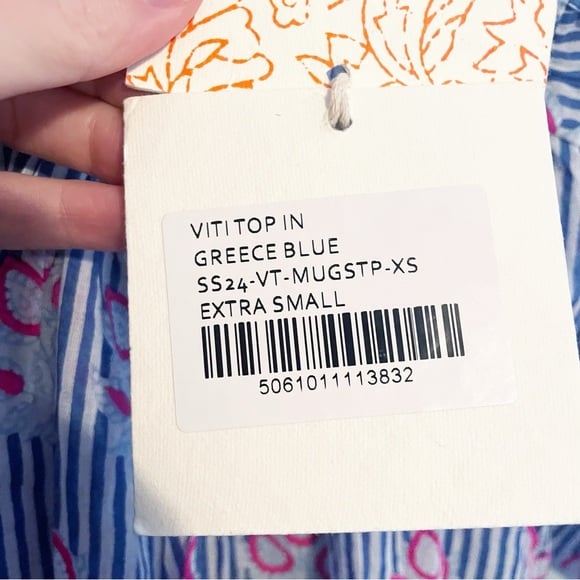 VITI TOP IN
GREECE BLUE
SS24-VT-MUGSTP-XS
EXTRA SMALL
5061011113832